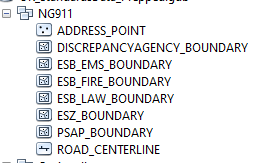 NG911
ADDRESS_POINT
DISCREPANCYAGENCY_BOUNDARY
ESB_EMS_BOUNDARY
ESB_FIRE_BOUNDARY
ESB_LAW_BOUNDARY
ESZ_BOUNDARY
PSAP_BOUNDARY
ROAD_CENTERLINE